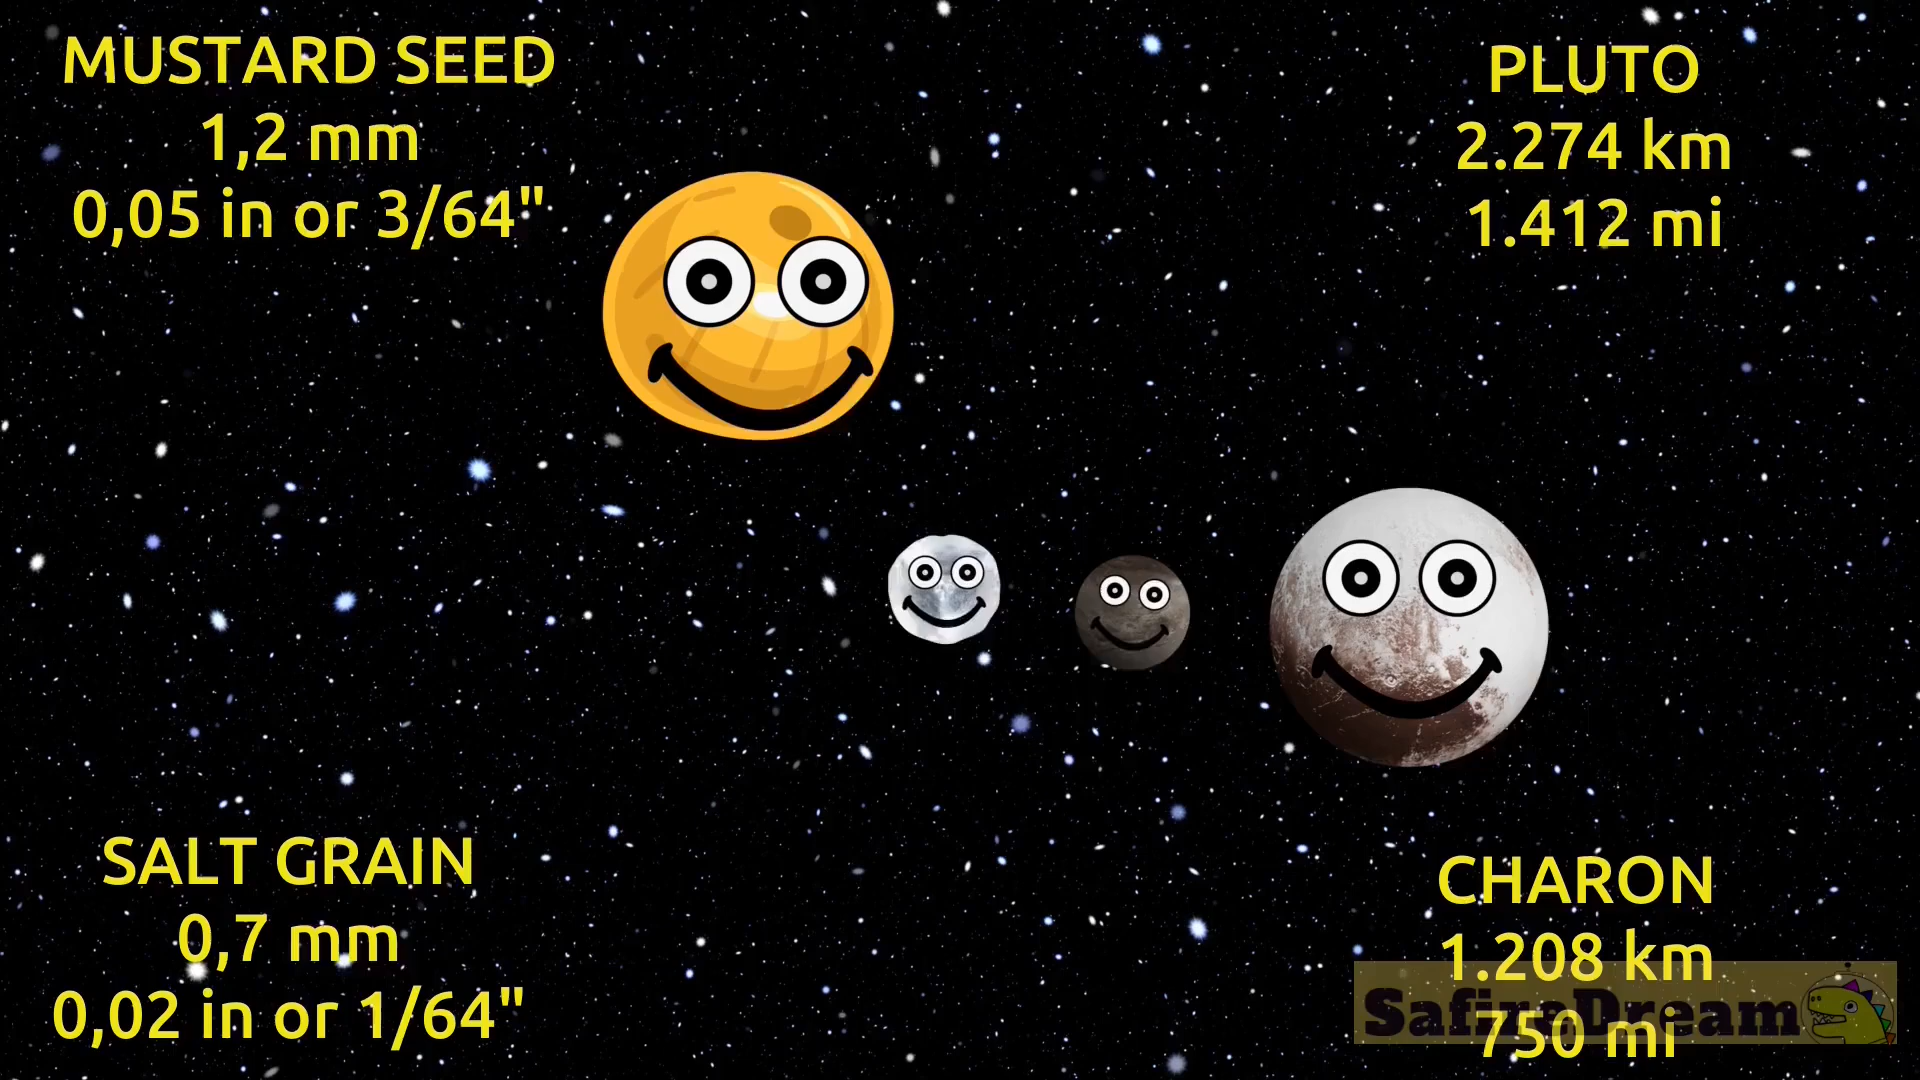 MUSTARD SEED
1,2 mm
0,05 in or 3/64"
PLUTO
2.274 km
1.412 mi
SALT GRAIN
0,7 mm
0,02 in or 1/64"
CHARON
1.208 km
750 mi
SafireDream